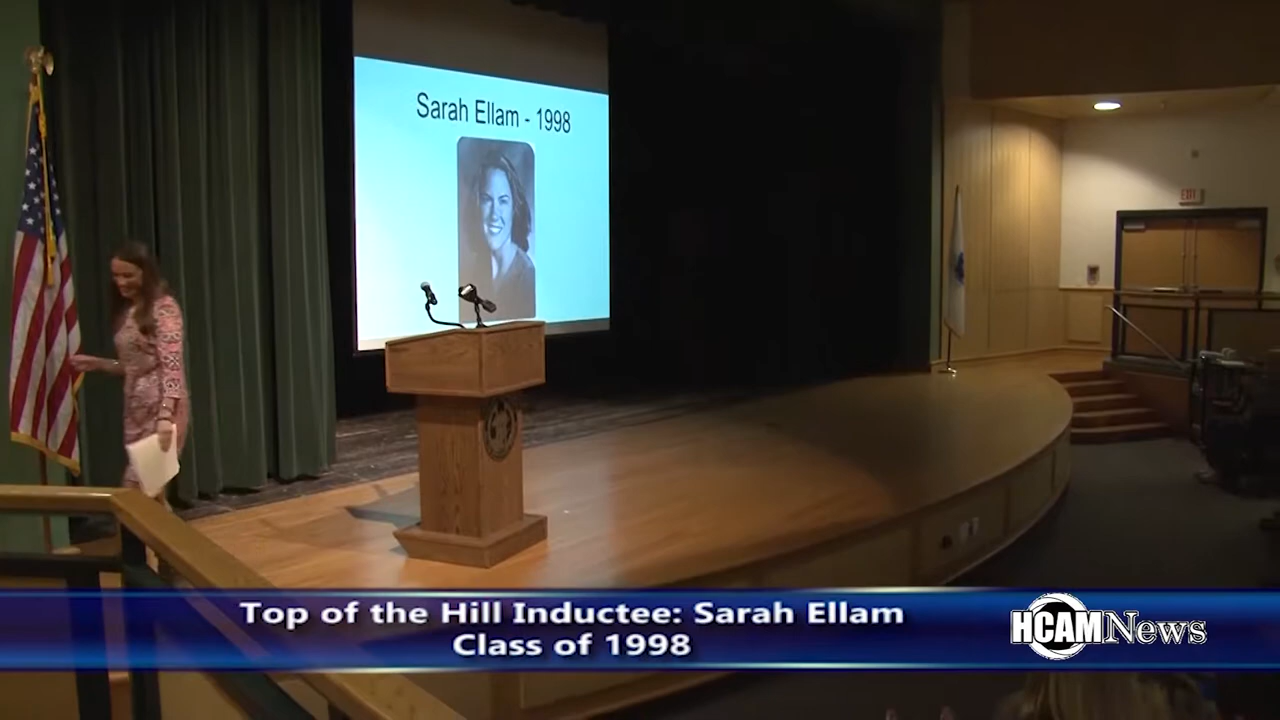 Sarah Ellam - 1998
EXIT
Top of the Hill Inductee: Sarah Ellam
Class of 1998
HCAMNews